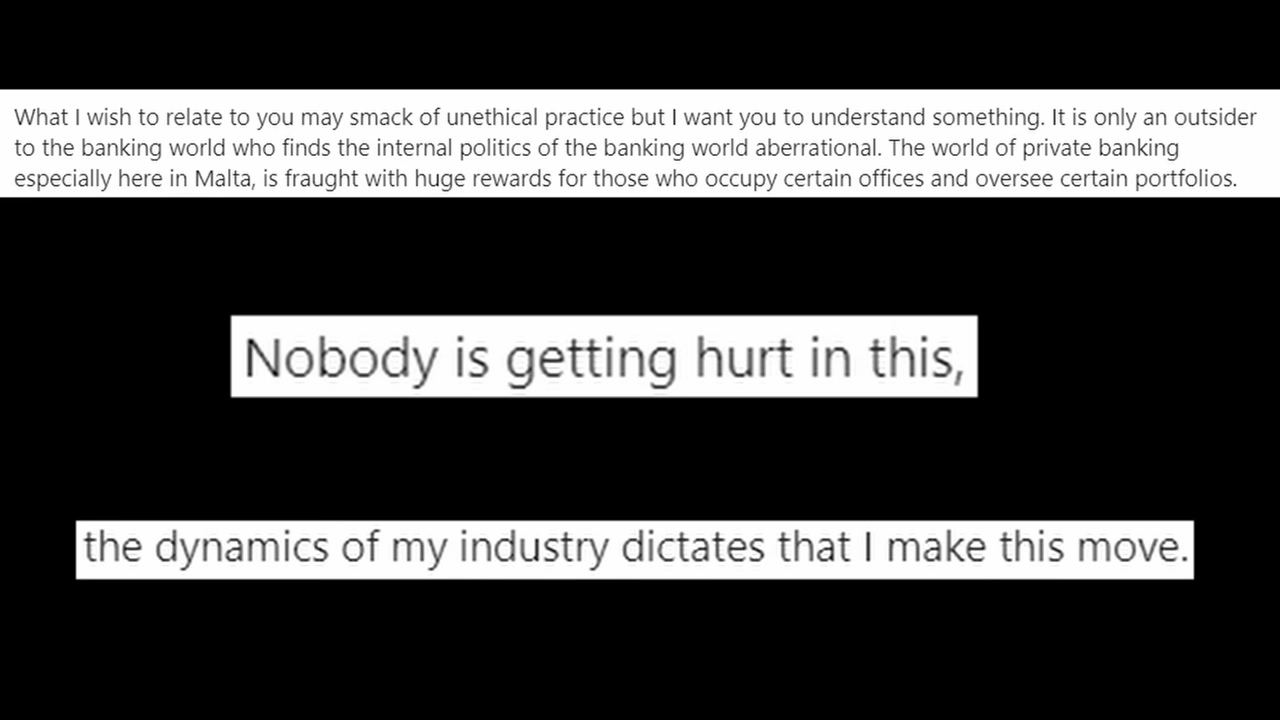 What I wish to relate to you may smack of unethical practice but I want you to understand something. It is only an outsider
to the banking world who finds the internal politics of the banking world aberrational. The world of private banking
especially here in Malta, is fraught with huge rewards for those who occupy certain offices and oversee certain portfolios.
Nobody is getting hurt in this,
the dynamics of my industry dictates that I make this move.